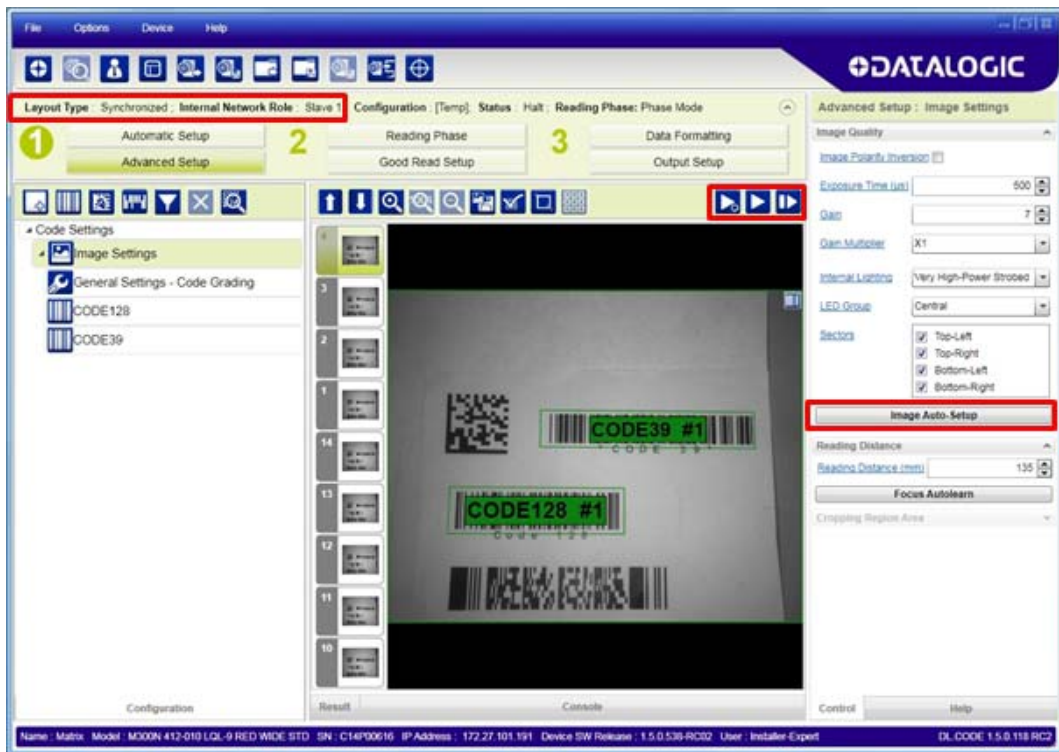 File Options Device Help
DATALOGIC
Layout Type : Synchronized ; Internal Network Role : Slave 1 Configuration : [Temp]; Status : Halt ; Reading Phase: Phase Mode
Advanced Setup : Image Settings
1 Automatic Setup 2 Reading Phase 3 Data Formatting
Advanced Setup Good Read Setup Output Setup
Image Quality
Image Polarity Inversion
Exposure Time (us) 500
Gain 7
Gain Multiplier X1
Internal Lighting Very High-Power Strobed
LED Group Central
Sectors Top-Left
Top-Right
Bottom-Left
Bottom-Right
Image Auto-Setup
Reading Distance
Reading Distance (mm) 135
Focus Autolearn
Cropping Region Area
Code Settings
Image Settings
General Settings - Code Grading
CODE128
CODE39
3
2
1
14
13
12
11
10
CODE39 #1
* CODE 39 *
CODE128 #1
Code 128
Configuration
Result Console
Control Help
Name : Matrix Model : M300N 412-010 LQL-9 RED WIDE STD SN : C14P00616 IP Address : 172.27.101.191 Device SW Release : 1.5.0.538-RC02 User : Installer-Expert DL.CODE 1.5.0.118 RC2